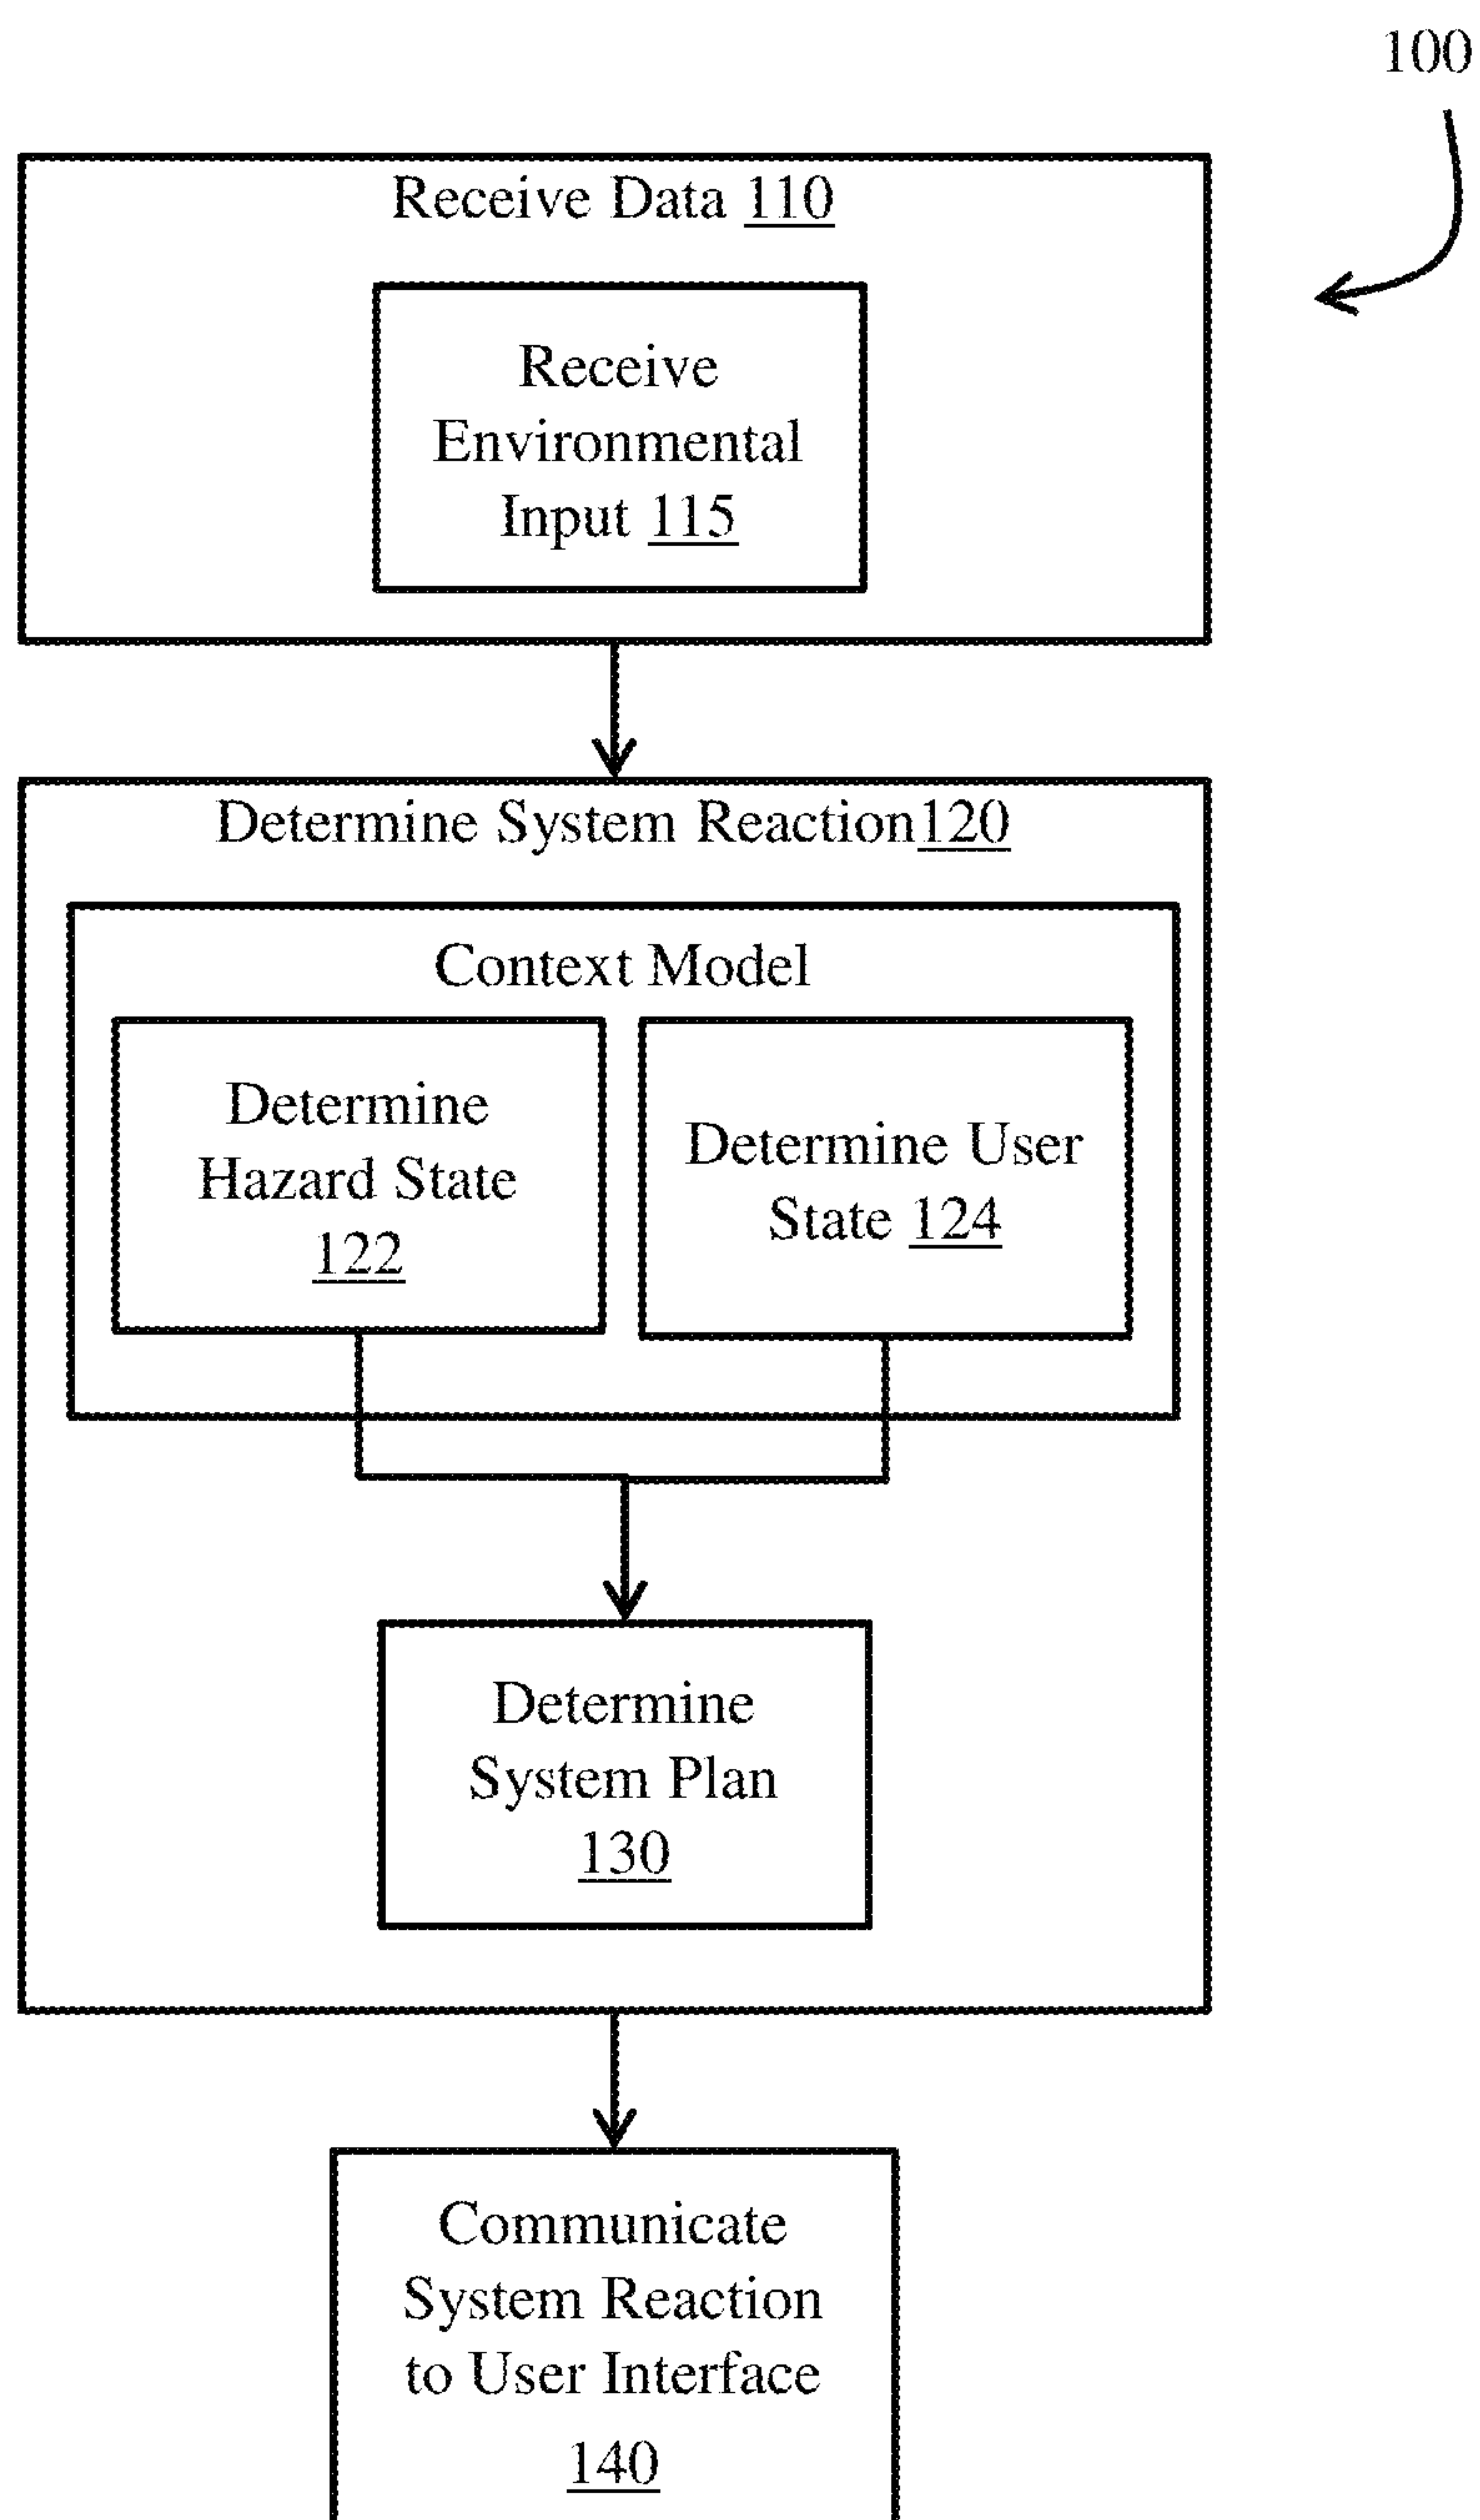 100
Receive Data 110
Receive
Environmental
Input 115
Determine System Reaction120
Context Model
Determine
Hazard State
122
Determine User
State 124
Determine
System Plan
130
Communicate
System Reaction
to User Interface
140